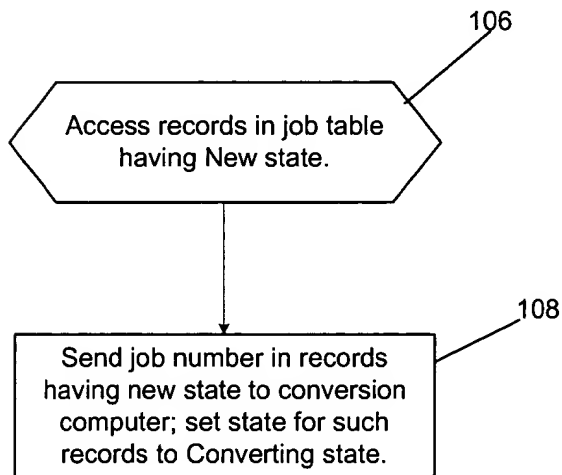 106
Access records in job table
having New state.
108
Send job number in records
having new state to conversion
computer; set state for such
records to Converting state.